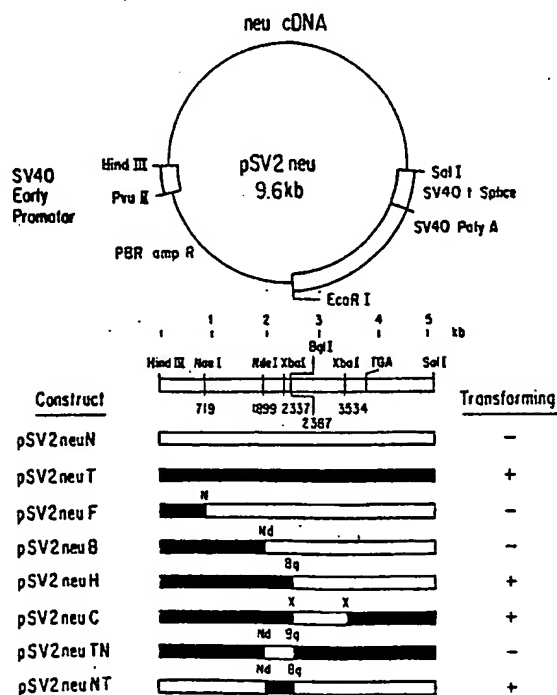 neu cDNA
Hind III
SV40 Early Promotor
Pvu II
pSV2 neu
9.6kb
Sal I
SV40 t Splice
SV40 Poly A
PBR amp R
EcoR I
0 1 2 3 4 5 kb
Bgl I
Hind III Nae I Nde I Xba I Xba I TGA Sal I
Construct
Transforming
719 1899 2337 3534
2387
pSV2neuN -
pSV2neuT +
N
pSV2neuF -
Nd
pSV2neuB -
Bg
pSV2neuH +
X X
pSV2neuC +
Nd Bg
pSV2neuTN -
Nd Bg
pSV2neuNT +